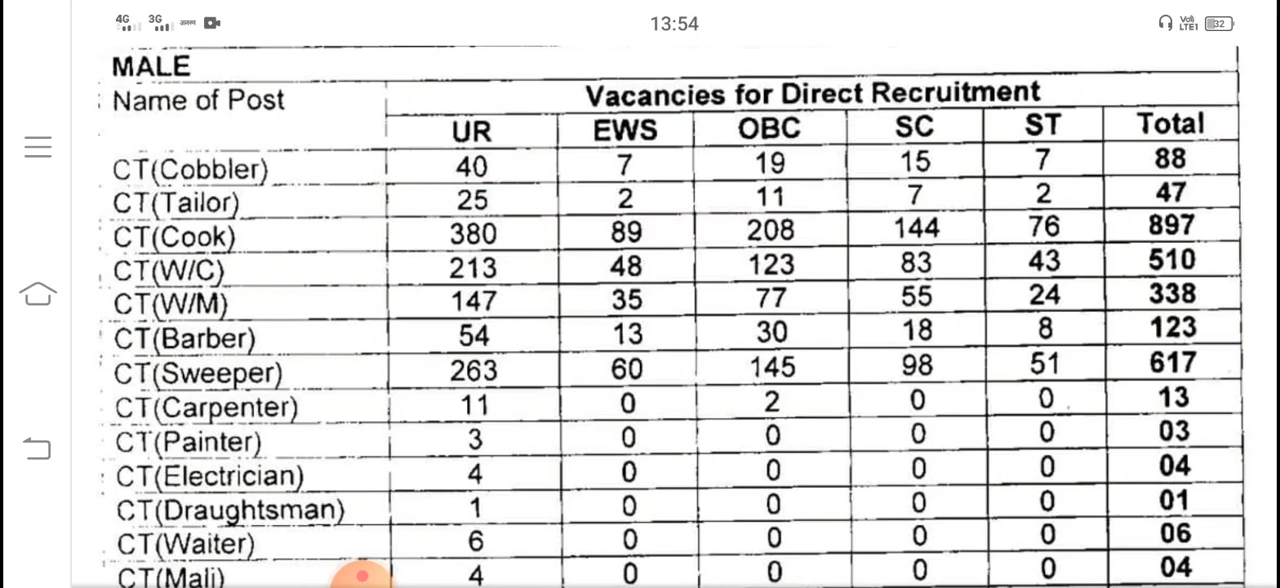 4G 3G 13:54 VoI LTE1 32
MALE
Name of Post Vacancies for Direct Recruitment
UR EWS OBC SC ST Total
CT(Cobbler) 40 7 19 15 7 88
CT(Tailor) 25 2 11 7 2 47
CT(Cook) 380 89 208 144 76 897
CT(W/C) 213 48 123 83 43 510
CT(W/M) 147 35 77 55 24 338
CT(Barber) 54 13 30 18 8 123
CT(Sweeper) 263 60 145 98 51 617
CT(Carpenter) 11 0 2 0 0 13
CT(Painter) 3 0 0 0 0 03
CT(Electrician) 4 0 0 0 0 04
CT(Draughtsman) 1 0 0 0 0 01
CT(Waiter) 6 0 0 0 0 06
CT(Mali) 4 0 0 0 0 04